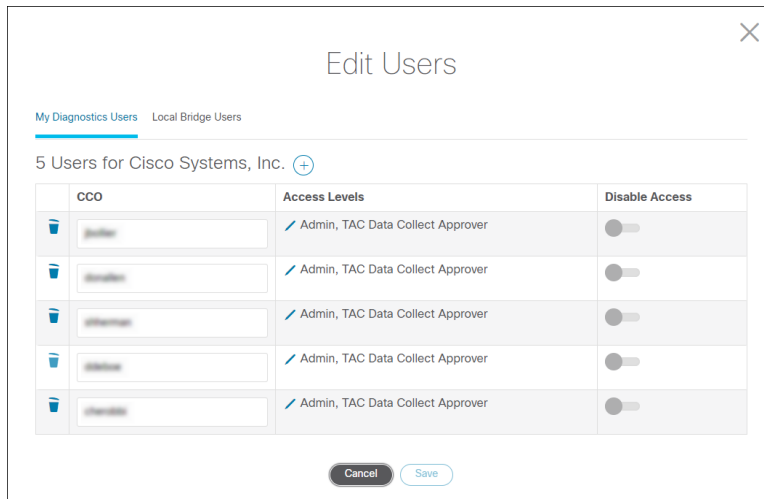 Edit Users
My Diagnostics Users Local Bridge Users
5 Users for Cisco Systems, Inc.
CCO Access Levels Disable Access
Admin, TAC Data Collect Approver
Admin, TAC Data Collect Approver
Admin, TAC Data Collect Approver
Admin, TAC Data Collect Approver
Admin, TAC Data Collect Approver
Cancel Save